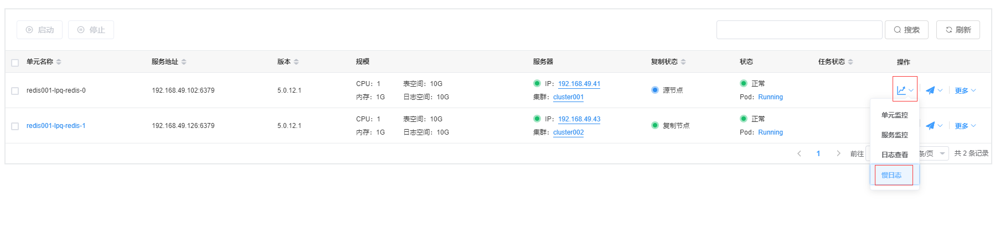 启动 停止 搜索 刷新
单元名称 服务地址 版本 规模 服务器 复制状态 状态 任务状态 操作
redis001-lpq-redis-0 192.168.49.102:6379 5.0.12.1 CPU: 1 表空间: 10G IP: 192.168.49.41 源节点 正常 更多
内存: 1G 日志空间: 10G 集群: cluster001 Pod: Running
单元监控
redis001-lpq-redis-1 192.168.49.126:6379 5.0.12.1 CPU: 1 表空间: 10G IP: 192.168.49.43 复制节点 正常 更多
内存: 1G 日志空间: 10G 集群: cluster002 Pod: Running
服务监控
1 前往 条/页 共 2 条记录
日志查看
慢日志